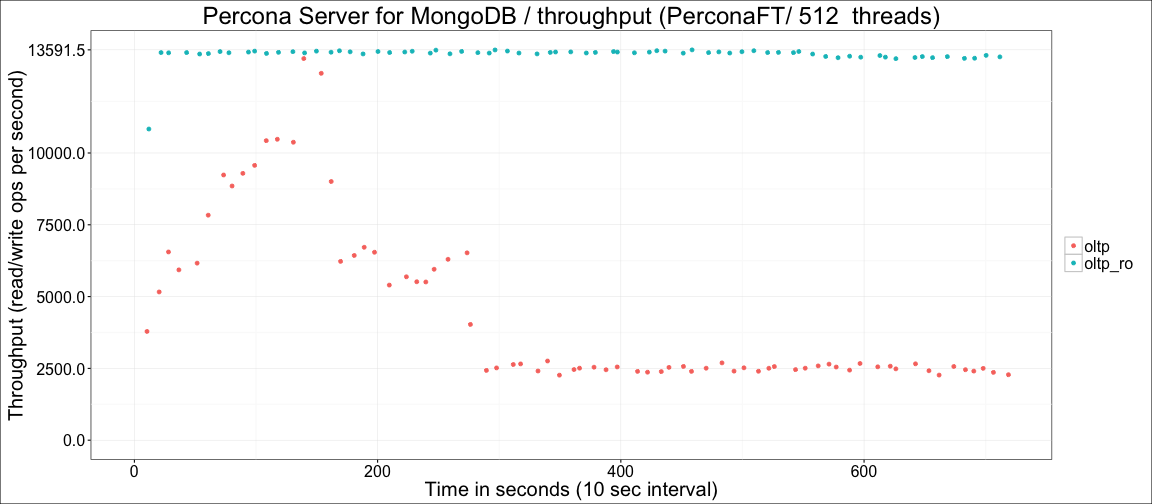 Percona Server for MongoDB / throughput (PerconaFT/ 512  threads)
Throughput (read/write ops per second)
13591.5
10000.0
7500.0
5000.0
2500.0
0.0
0 200 400 600
Time in seconds (10 sec interval)
oltp
oltp_ro